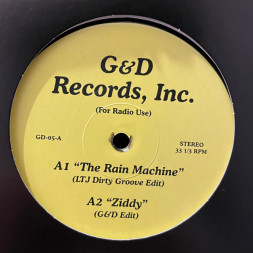 G&D
Records, Inc.
(For Radio Use)
GD-05-A
STEREO
33 1/3 RPM
A1 “The Rain Machine”
(LTJ Dirty Groove Edit)
A2 “Ziddy”
(G&D Edit)